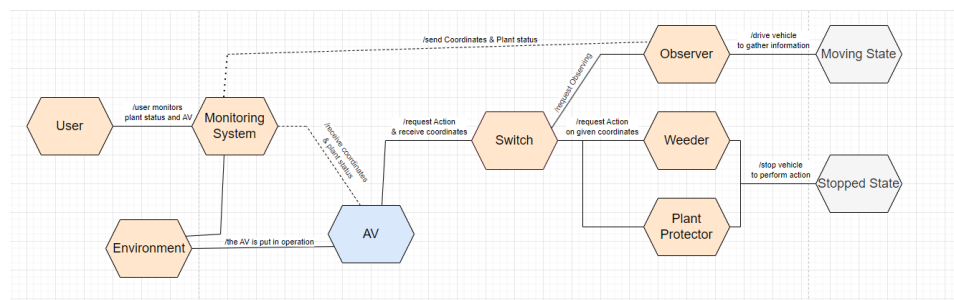 /send Coordinates & Plant status
Observer
/drive vehicle
to gather information
Moving State
/request Observing
User
/user monitors
plant status and AV
Monitoring
System
/receive coordinates
& plant status
/request Action
& receive coordinates
Switch
/request Action
on given coordinates
Weeder
/stop vehicle
to perform action
Stopped State
Plant
Protector
Environment
/the AV is put in operation
AV